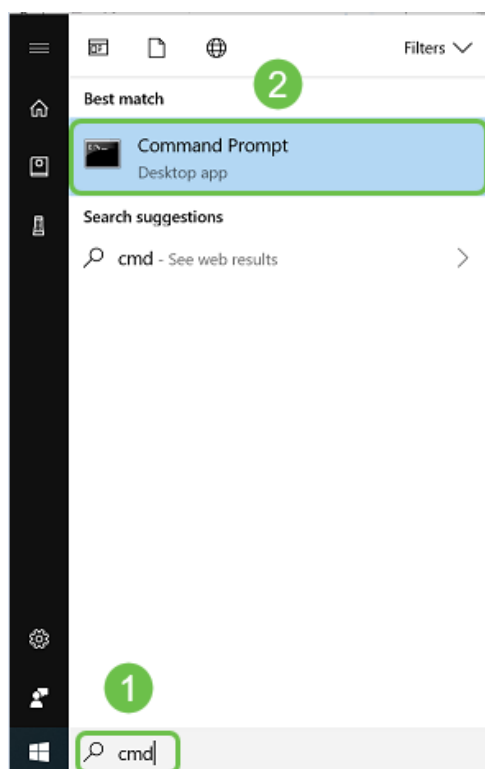 Filters
2
Best match
Command Prompt
Desktop app
Search suggestions
cmd - See web results
1
cmd